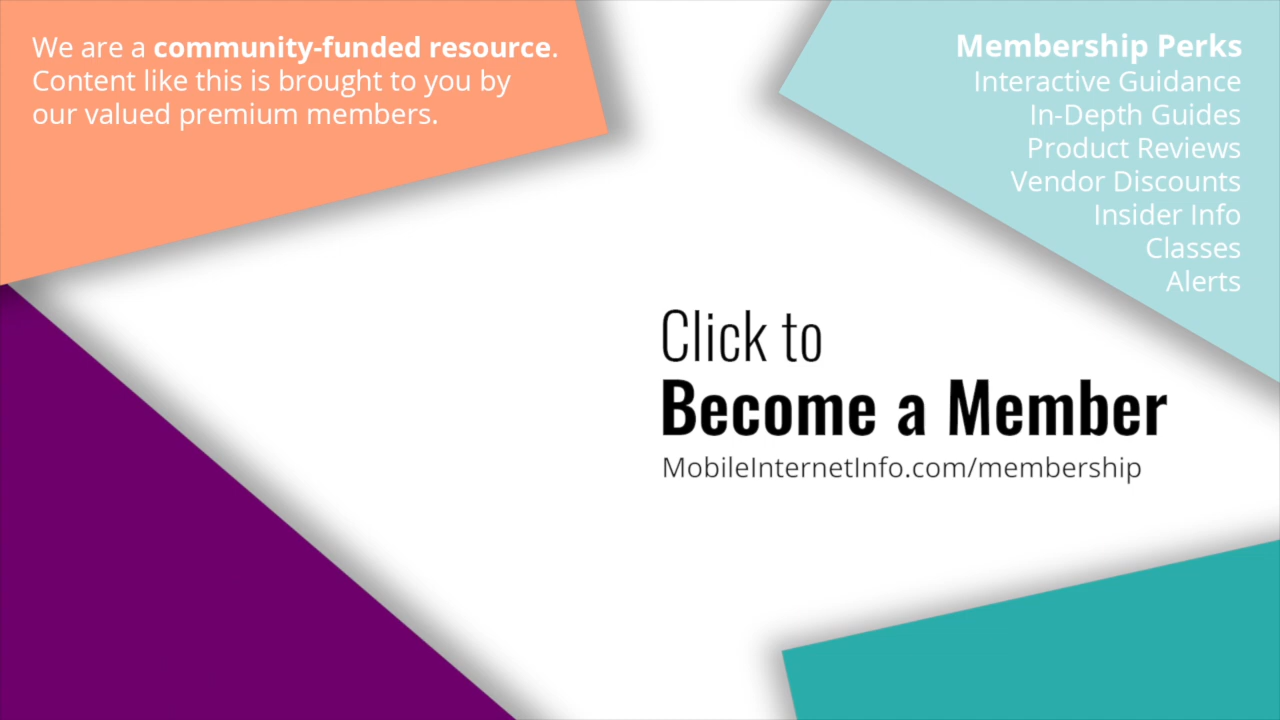 We are a community-funded resource.
Content like this is brought to you by
our valued premium members.
Membership Perks
Interactive Guidance
In-Depth Guides
Product Reviews
Vendor Discounts
Insider Info
Classes
Alerts
Click to
Become a Member
MobileInternetInfo.com/membership